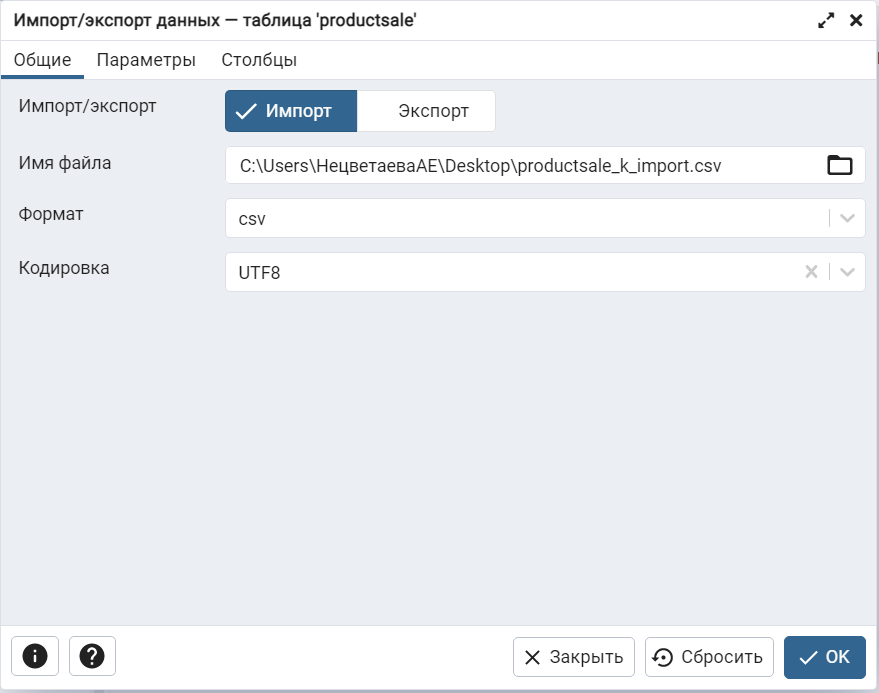 Импорт/экспорт данных — таблица 'productsale'
Общие Параметры Столбцы
Импорт/экспорт Импорт Экспорт
Имя файла C:\Users\НецветаеваАЕ\Desktop\productsale_k_import.csv
Формат csv
Кодировка UTF8
Закрыть Сбросить OK